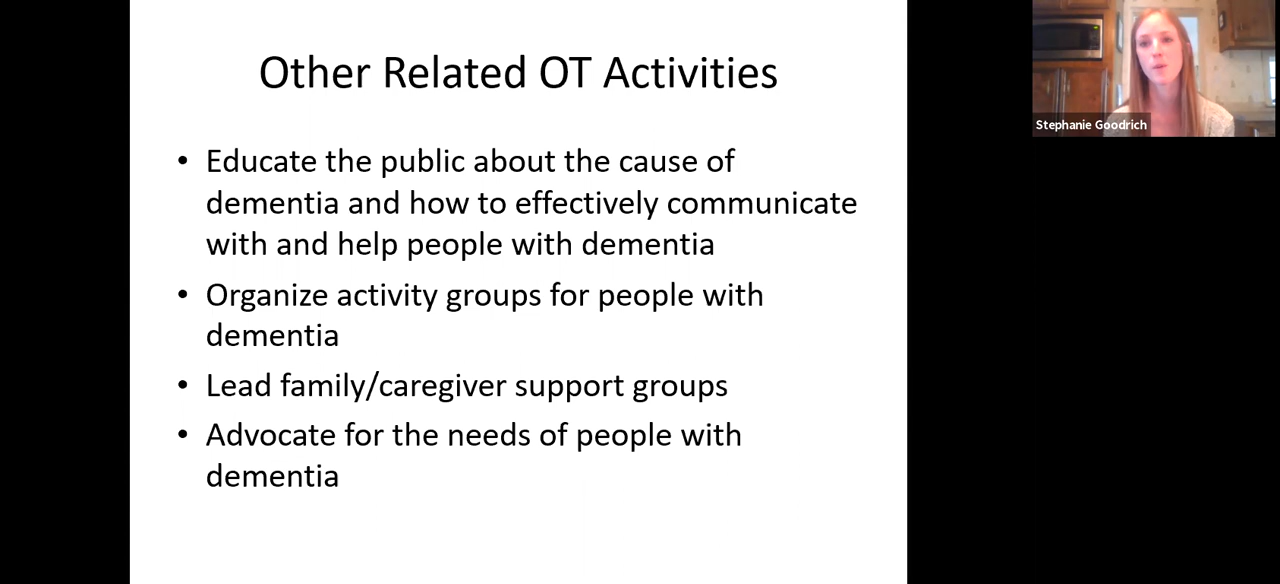 Other Related OT Activities
• Educate the public about the cause of
dementia and how to effectively communicate
with and help people with dementia
• Organize activity groups for people with
dementia
• Lead family/caregiver support groups
• Advocate for the needs of people with
dementia
Stephanie Goodrich